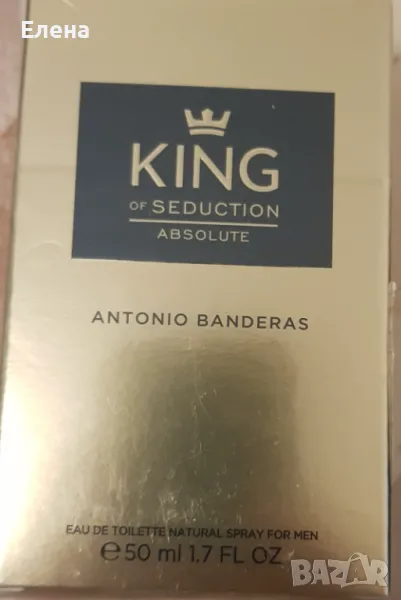 Елена
KING
OF SEDUCTION
ABSOLUTE
ANTONIO BANDERAS
EAU DE TOILETTE NATURAL SPRAY FOR MEN
℮50 ml 1.7 FL OZ
BAZAR